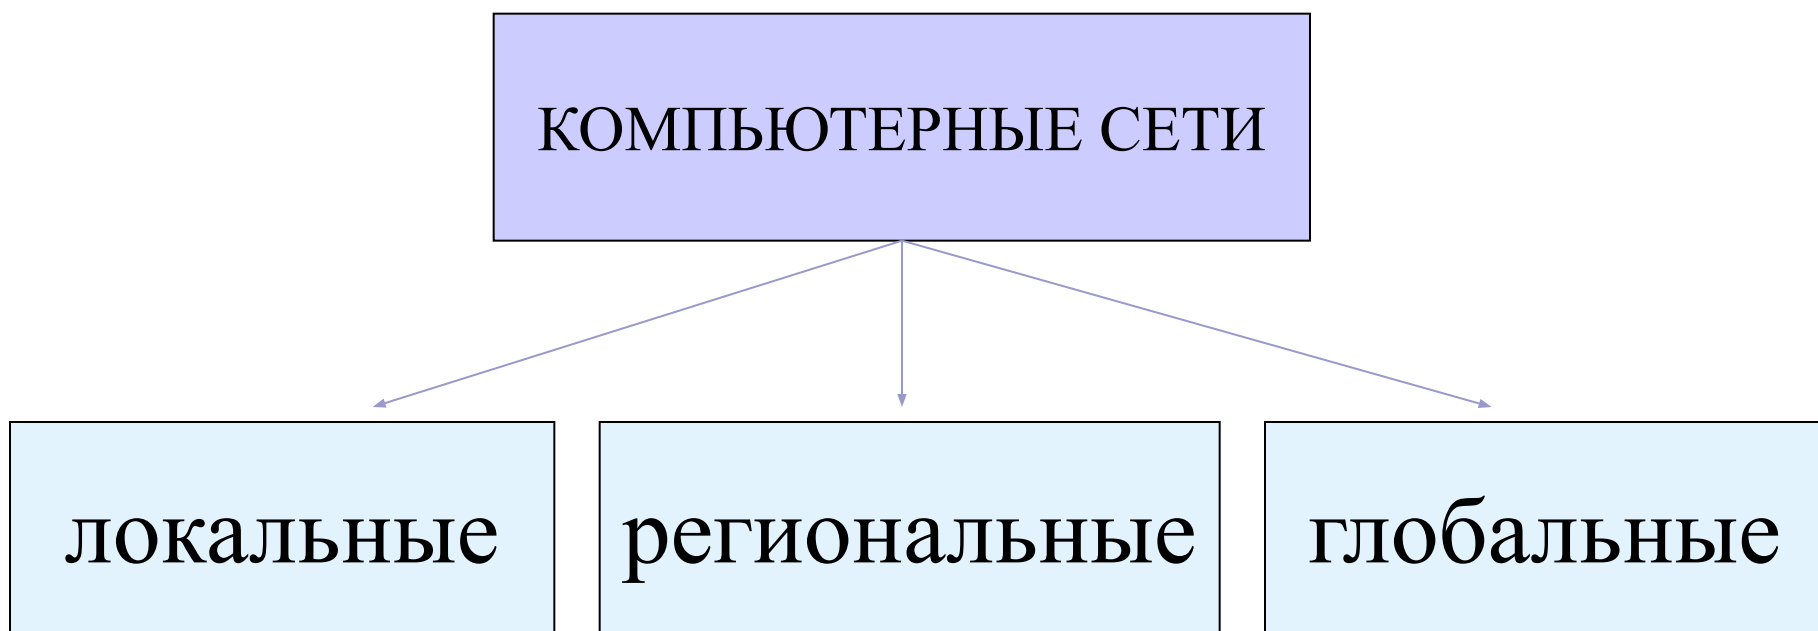 КОМПЬЮТЕРНЫЕ СЕТИ
локальные
региональные
глобальные